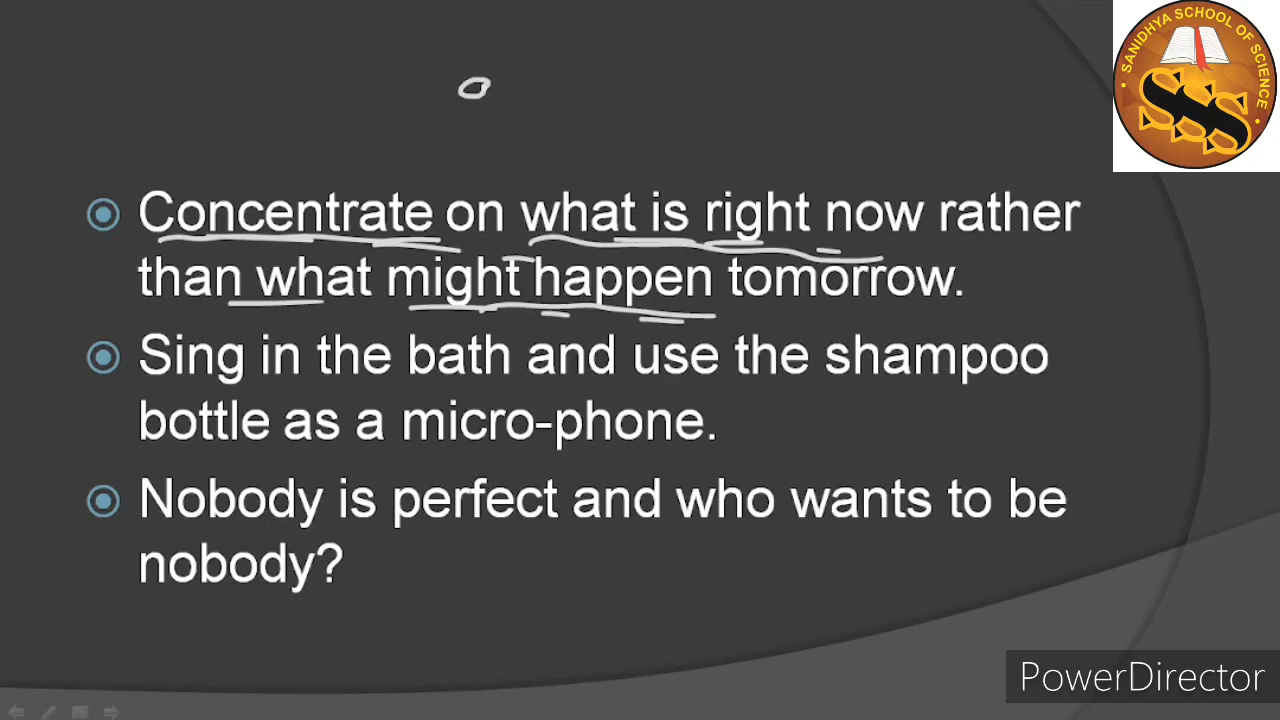 SANIDHYA SCHOOL OF SCIENCE
SSS
Concentrate on what is right now rather
than what might happen tomorrow.
Sing in the bath and use the shampoo
bottle as a micro-phone.
Nobody is perfect and who wants to be
nobody?
PowerDirector